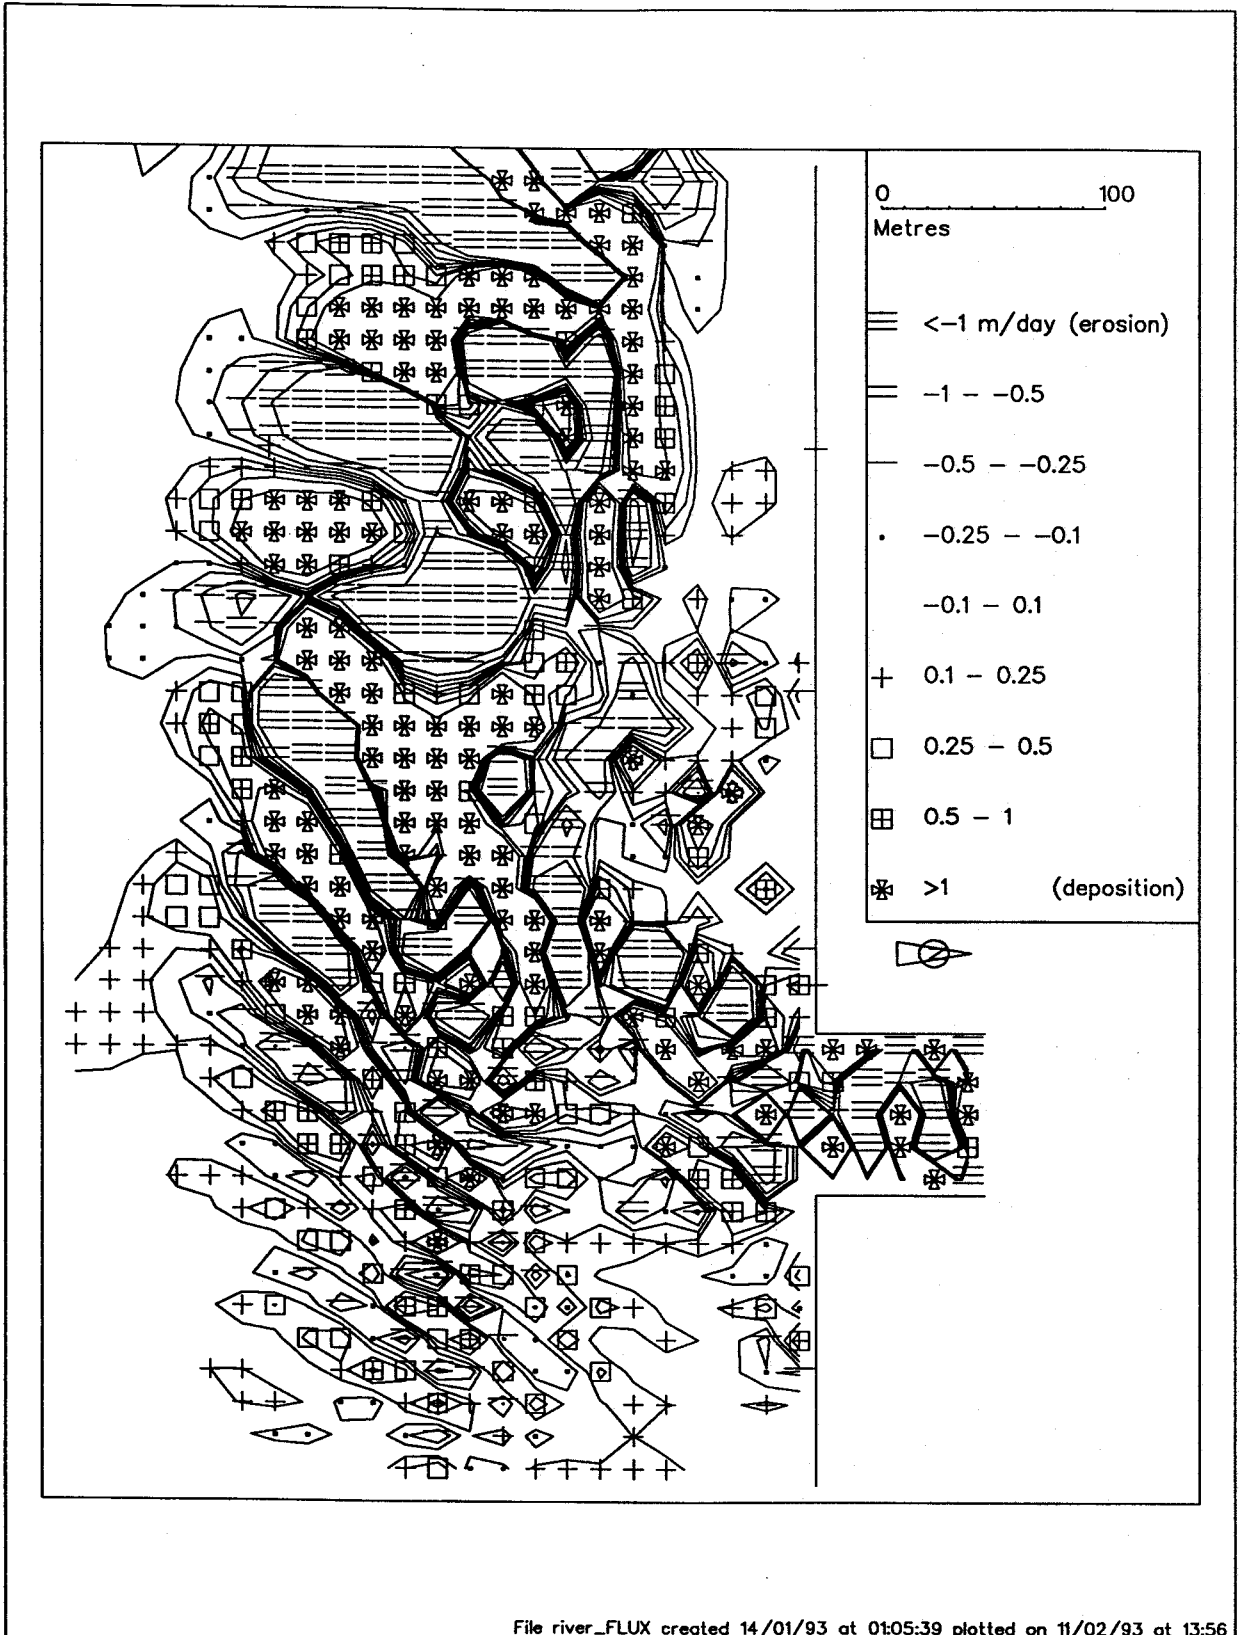 0 100
Metres
<-1 m/day (erosion)
-1 - -0.5
-0.5 - -0.25
-0.25 - -0.1
-0.1 - 0.1
0.1 - 0.25
0.25 - 0.5
0.5 - 1
>1 (deposition)
N
File river_FLUX created 14/01/93 at 01:05:39 plotted on 11/02/93 at 13:56